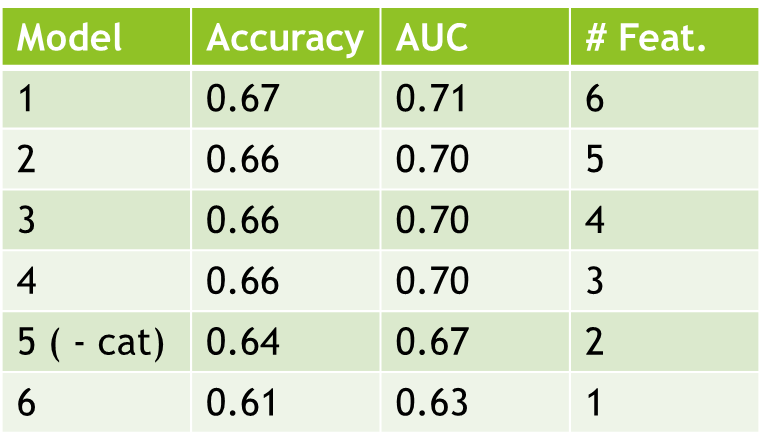 Model Accuracy AUC # Feat.
1 0.67 0.71 6
2 0.66 0.70 5
3 0.66 0.70 4
4 0.66 0.70 3
5 ( - cat) 0.64 0.67 2
6 0.61 0.63 1